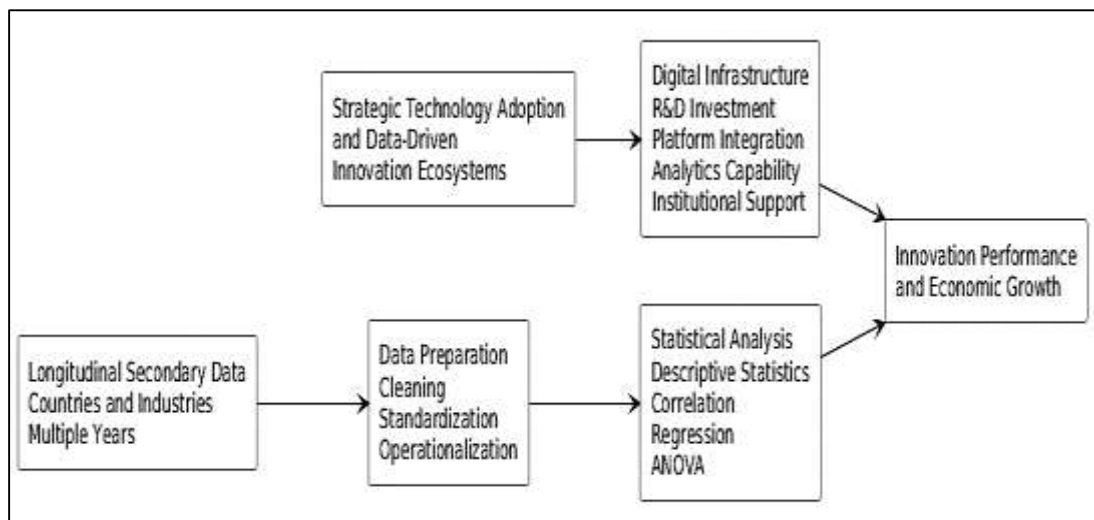 Strategic Technology Adoption
and Data-Driven
Innovation Ecosystems
Digital Infrastructure
R&D Investment
Platform Integration
Analytics Capability
Institutional Support
Innovation Performance
and Economic Growth
Longitudinal Secondary Data
Countries and Industries
Multiple Years
Data Preparation
Cleaning
Standardization
Operationalization
Statistical Analysis
Descriptive Statistics
Correlation
Regression
ANOVA